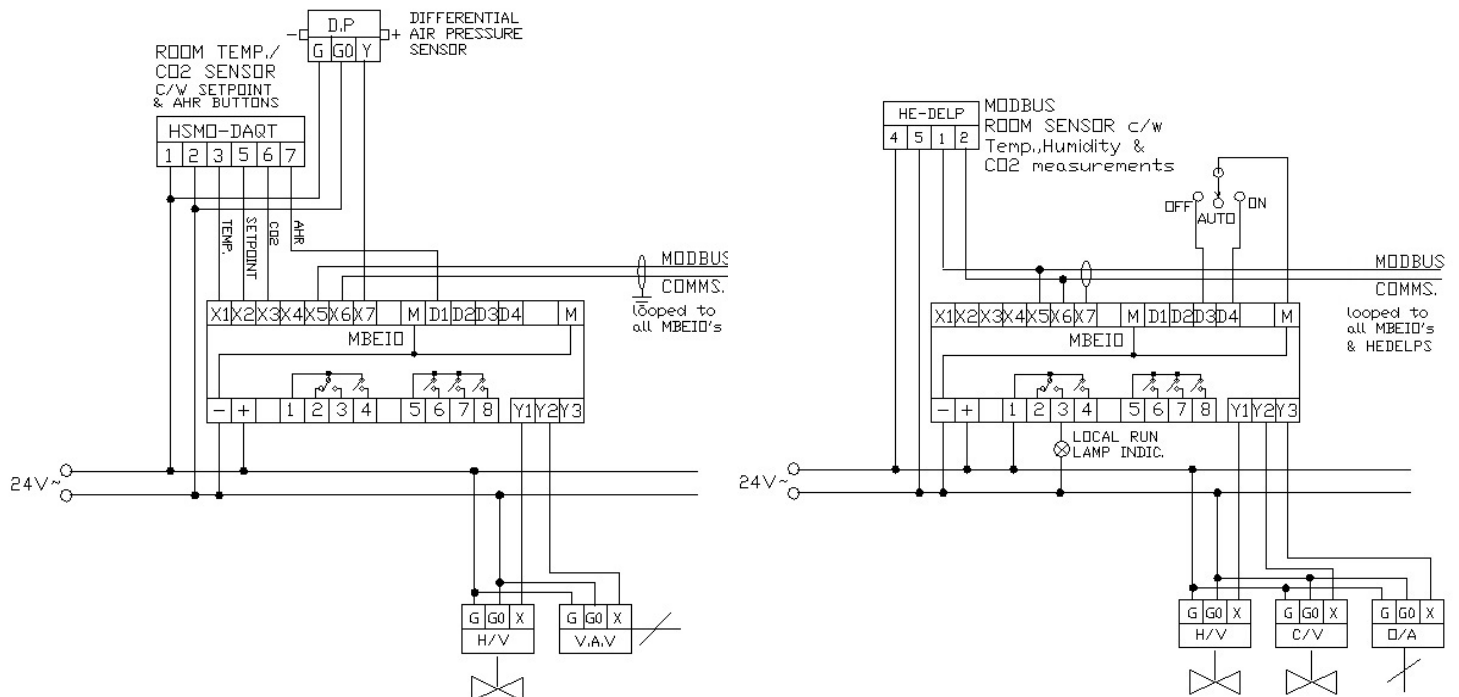 D.P
- +
G G0 Y
DIFFERENTIAL
AIR PRESSURE
SENSOR
ROOM TEMP./
CO2 SENSOR
C/W SETPOINT
& AHR BUTTONS
HSMO-DAQT
1 2 3 5 6 7
TEMP.
SETPOINT
CO2
AHR
MODBUS
COMMS.
looped to
all MBEIO's
X1 X2 X3 X4 X5 X6 X7 M D1 D2 D3 D4 M
MBEIO
- + 1 2 3 4 5 6 7 8 Y1 Y2 Y3
24V~
G G0 X
H/V
G G0 X
V.A.V
HE-DELP
4 5 1 2
MODBUS
ROOM SENSOR c/w
Temp.,Humidity &
CO2 measurements
OFF
AUTO
ON
MODBUS
COMMS.
looped to
all MBEIO's
& HEDELPS
X1 X2 X3 X4 X5 X6 X7 M D1 D2 D3 D4 M
MBEIO
- + 1 2 3 4 5 6 7 8 Y1 Y2 Y3
LOCAL RUN
LAMP INDIC.
24V~
G G0 X
H/V
G G0 X
C/V
G G0 X
O/A